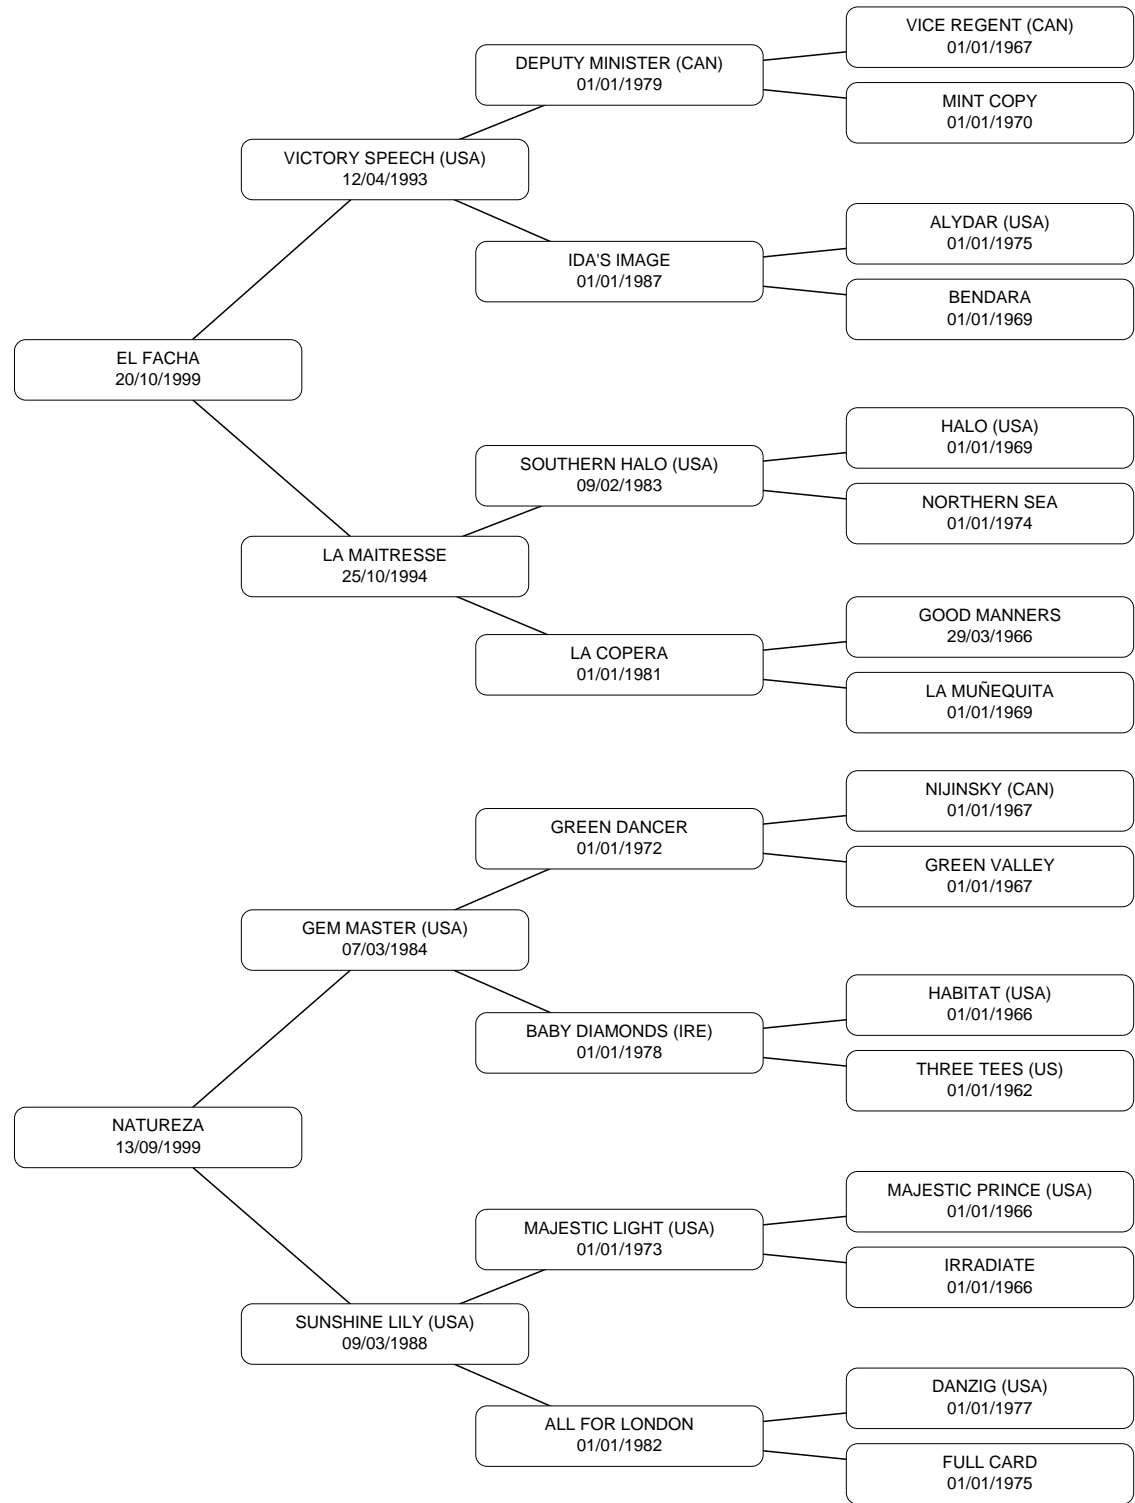 VICE REGENT (CAN)
01/01/1967
DEPUTY MINISTER (CAN)
01/01/1979
MINT COPY
01/01/1970
VICTORY SPEECH (USA)
12/04/1993
ALYDAR (USA)
01/01/1975
IDA'S IMAGE
01/01/1987
BENDARA
01/01/1969
EL FACHA
20/10/1999
HALO (USA)
01/01/1969
SOUTHERN HALO (USA)
09/02/1983
NORTHERN SEA
01/01/1974
LA MAITRESSE
25/10/1994
GOOD MANNERS
29/03/1966
LA COPERA
01/01/1981
LA MUÑEQUITA
01/01/1969
NIJINSKY (CAN)
01/01/1967
GREEN DANCER
01/01/1972
GREEN VALLEY
01/01/1967
GEM MASTER (USA)
07/03/1984
HABITAT (USA)
01/01/1966
BABY DIAMONDS (IRE)
01/01/1978
THREE TEES (US)
01/01/1962
NATUREZA
13/09/1999
MAJESTIC PRINCE (USA)
01/01/1966
MAJESTIC LIGHT (USA)
01/01/1973
IRRADIATE
01/01/1966
SUNSHINE LILY (USA)
09/03/1988
DANZIG (USA)
01/01/1977
ALL FOR LONDON
01/01/1982
FULL CARD
01/01/1975